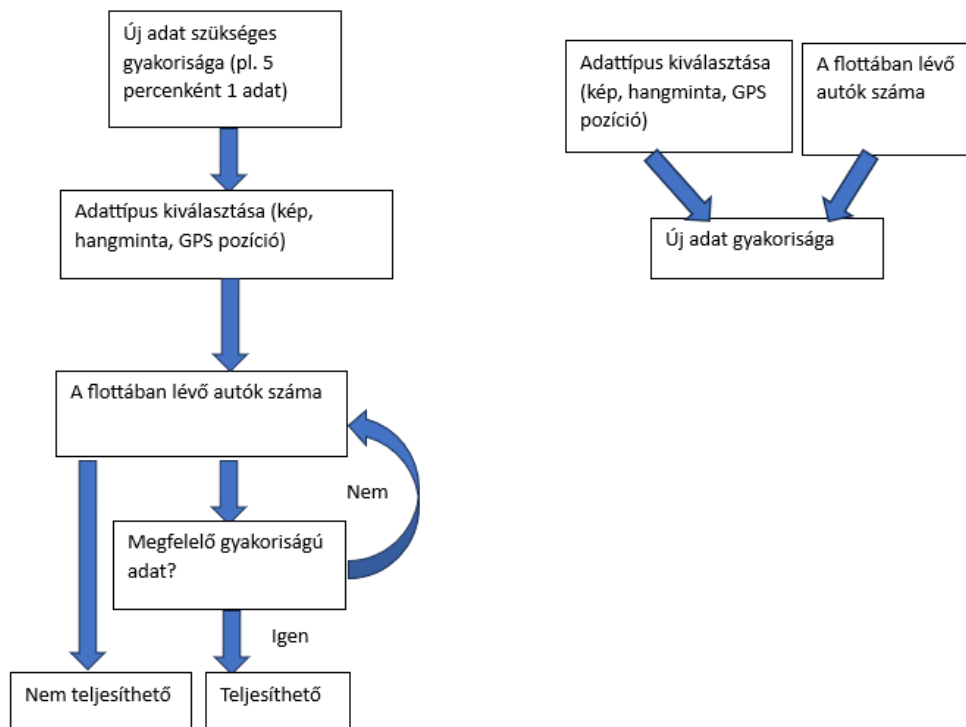 Új adat szükséges
gyakorisága (pl. 5
percenként 1 adat)
Adattípus kiválasztása (kép,
hangminta, GPS pozíció)
A flottában lévő autók száma
Nem
Megfelelő gyakoriságú
adat?
Igen
Nem teljesíthető
Teljesíthető
Adattípus kiválasztása
(kép, hangminta, GPS
pozíció)
A flottában lévő
autók száma
Új adat gyakorisága